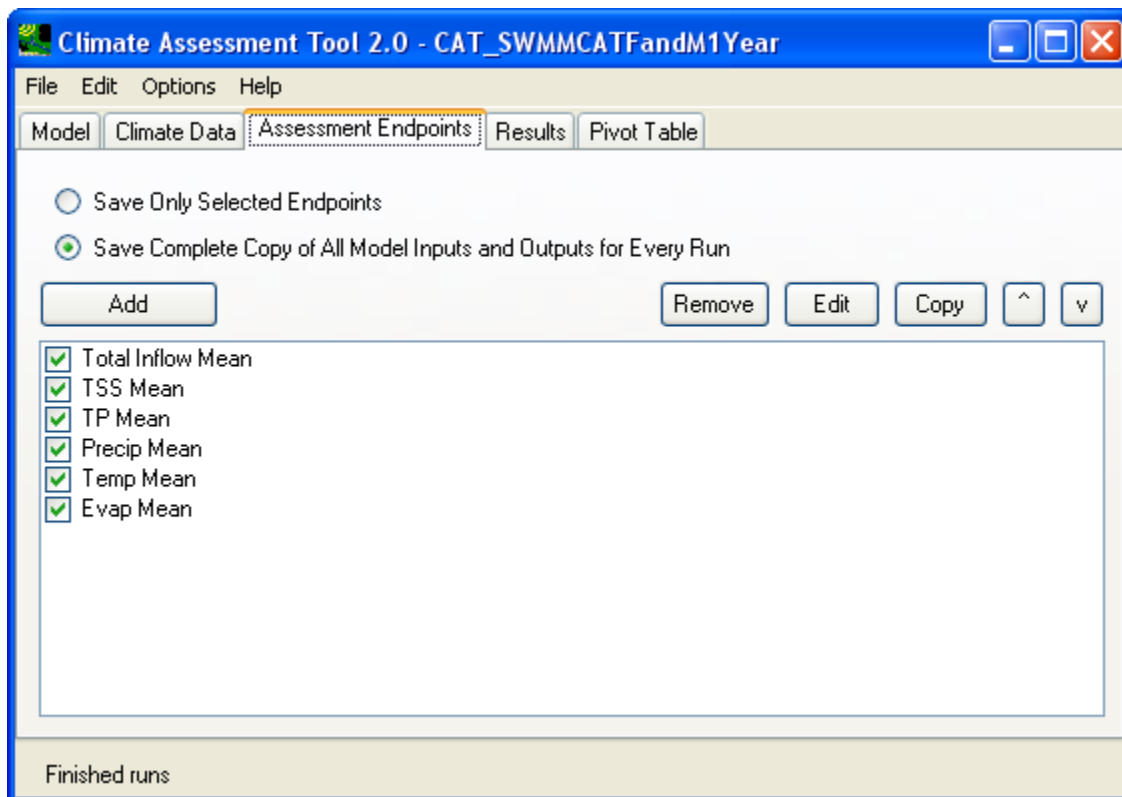 Climate Assessment Tool 2.0 - CAT_SWMMCATFandM1Year
File Edit Options Help
Model Climate Data Assessment Endpoints Results Pivot Table
Save Only Selected Endpoints
Save Complete Copy of All Model Inputs and Outputs for Every Run
Add Remove Edit Copy ^ v
Total Inflow Mean
TSS Mean
TP Mean
Precip Mean
Temp Mean
Evap Mean
Finished runs